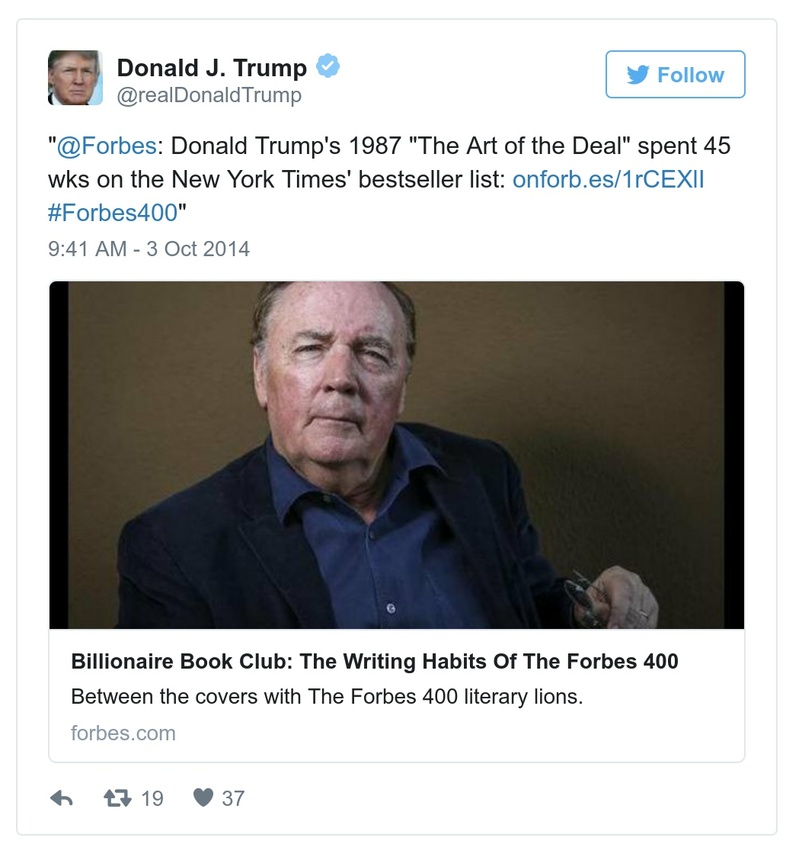 Donald J. Trump
@realDonaldTrump
Follow
"@Forbes: Donald Trump's 1987 "The Art of the Deal" spent 45
wks on the New York Times' bestseller list: onforb.es/1rCEXlI
#Forbes400"
9:41 AM - 3 Oct 2014
Billionaire Book Club: The Writing Habits Of The Forbes 400
Between the covers with The Forbes 400 literary lions.
forbes.com
19
37